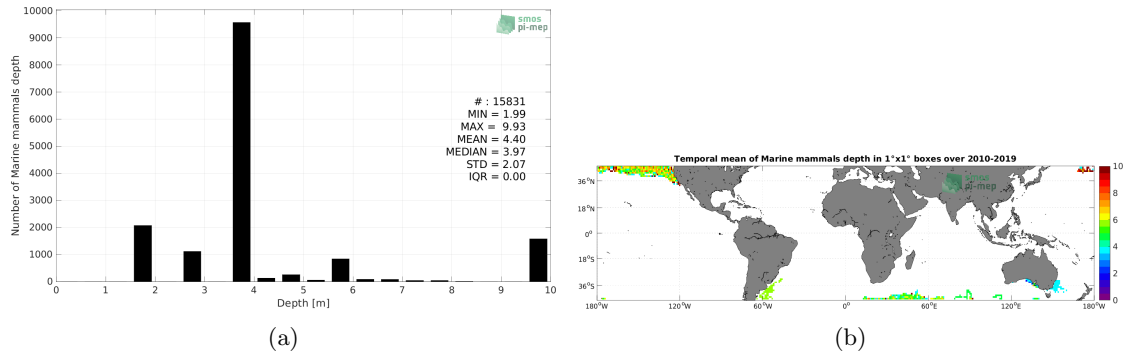 10000
9000
8000
7000
6000
5000
4000
3000
2000
1000
0
Number of Marine mammals depth
smos
pi-mep
# : 15831
MIN = 1.99
MAX = 9.93
MEAN = 4.40
MEDIAN = 3.97
STD = 2.07
IQR = 0.00
0 1 2 3 4 5 6 7 8 9 10
Depth [m]
(a)
Temporal mean of Marine mammals depth in 1°x1° boxes over 2010-2019
smos
pi-mep
36°N
18°N
0°
18°S
36°S
180°W 120°W 60°W 0° 60°E 120°E 180°W
10
8
6
4
2
0
(b)